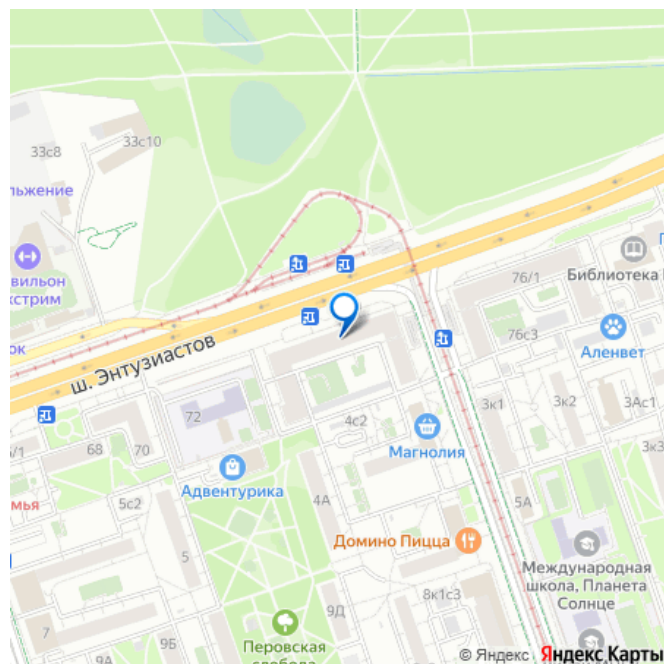 33с10
33с8
льжение
вильон
кстрим
76/1
Библиотека
76с3
ок
Аленвет
ш. Энтузиастов
72
3к1
3к2
3Ас1
4с2
Магнолия
68
70
/1
3к3
Адвентурика
4А
5А
мья
5с2
Домино Пицца
5
Международная
школа, Планета
Солнце
8к1с3
9Д
7
9Б
9А
Перовская
слобода
© Яндекс
Яндекс Карты